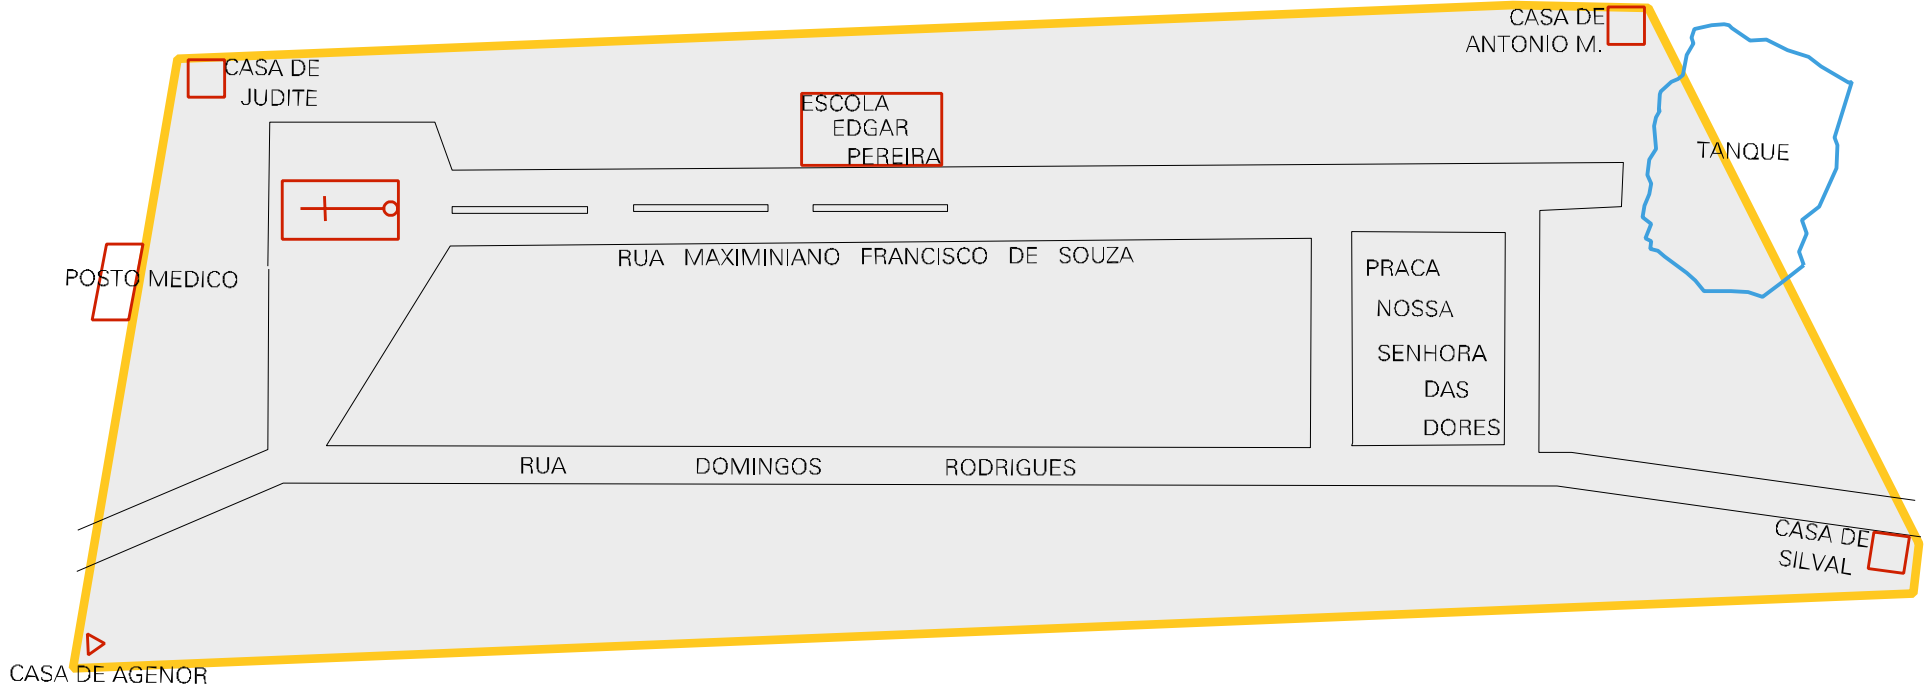 CASA DE
ANTONIO M.
CASA DE
JUDITE
ESCOLA
EDGAR
PEREIRA
TANQUE
POSTO MEDICO
RUA MAXIMINIANO FRANCISCO DE SOUZA
PRACA
NOSSA
SENHORA
DAS
DORES
RUA DOMINGOS RODRIGUES
CASA DE
SILVAL
CASA DE AGENOR